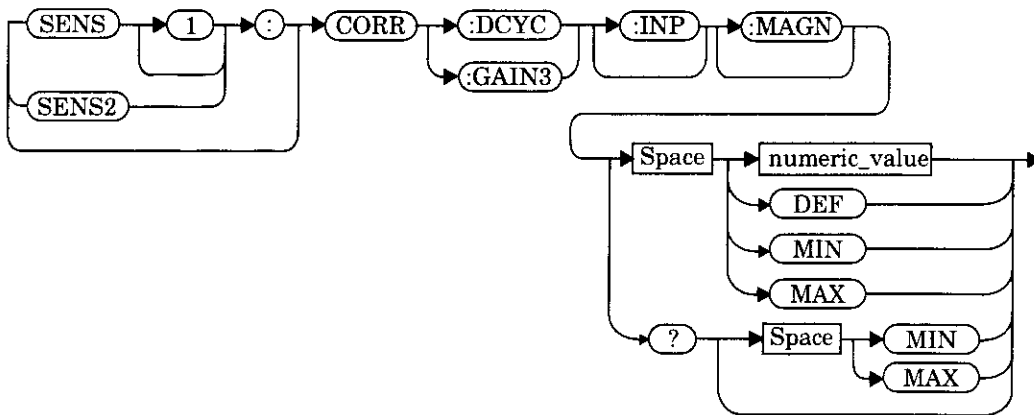 SENS 1 : CORR :DCYC :INP :MAGN
:GAIN3
SENS2
Space numeric_value
DEF
MIN
MAX
? Space MIN
MAX